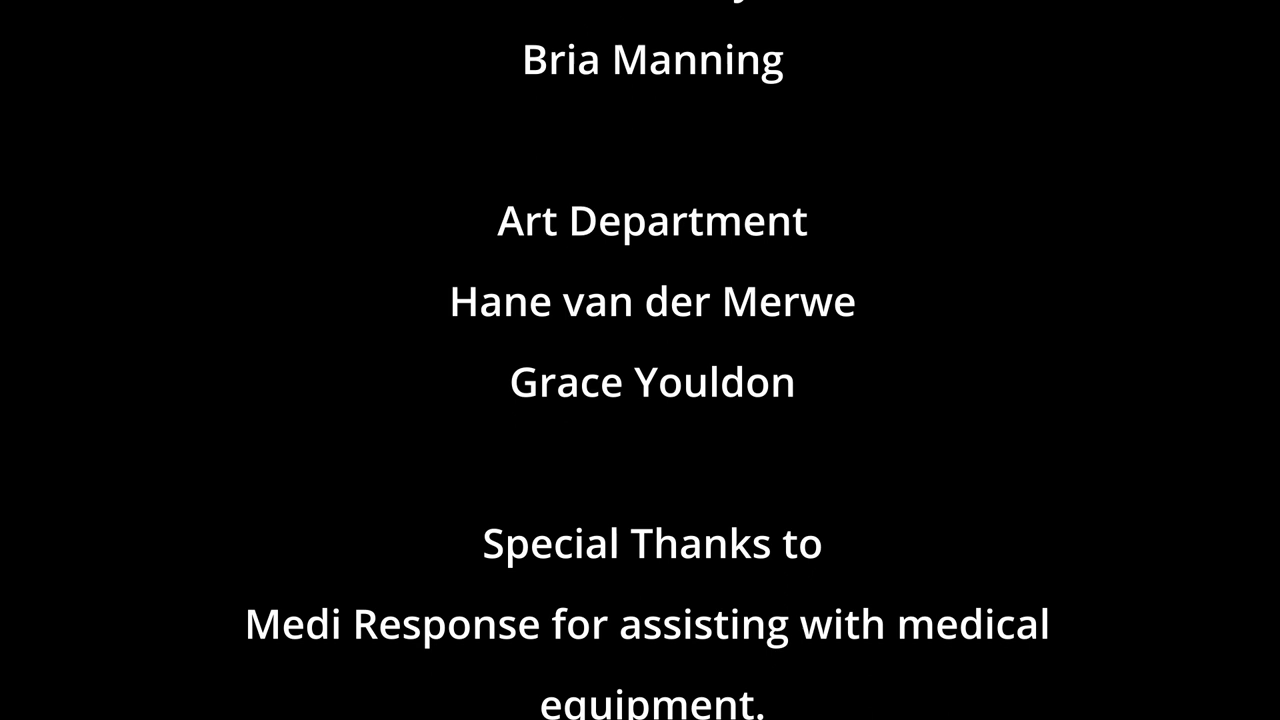 Bria Manning
Art Department
Hane van der Merwe
Grace Youldon
Special Thanks to
Medi Response for assisting with medical
equipment.